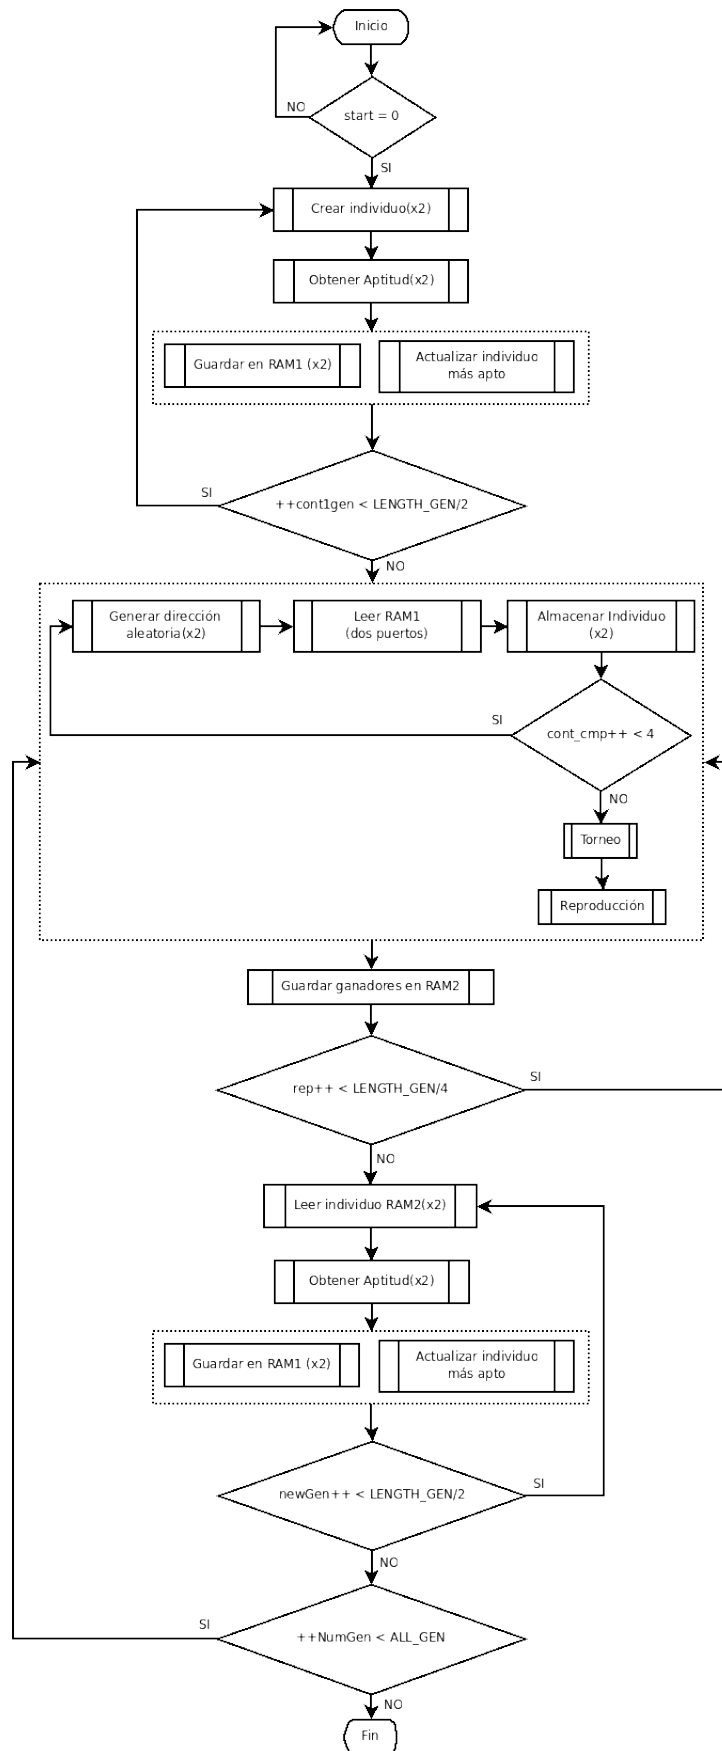 Inicio
NO
start = 0
SI
Crear individuo(x2)
Obtener Aptitud(x2)
Guardar en RAM1 (x2)
Actualizar individuo
más apto
SI
++cont1gen < LENGTH_GEN/2
NO
Generar dirección
aleatoria(x2)
Leer RAM1
(dos puertos)
Almacenar Individuo
(x2)
SI
cont_cmp++ < 4
NO
Torneo
Reproducción
Guardar ganadores en RAM2
rep++ < LENGTH_GEN/4
SI
NO
Leer individuo RAM2(x2)
Obtener Aptitud(x2)
Guardar en RAM1 (x2)
Actualizar individuo
más apto
newGen++ < LENGTH_GEN/2
SI
NO
SI
++NumGen < ALL_GEN
NO
Fin